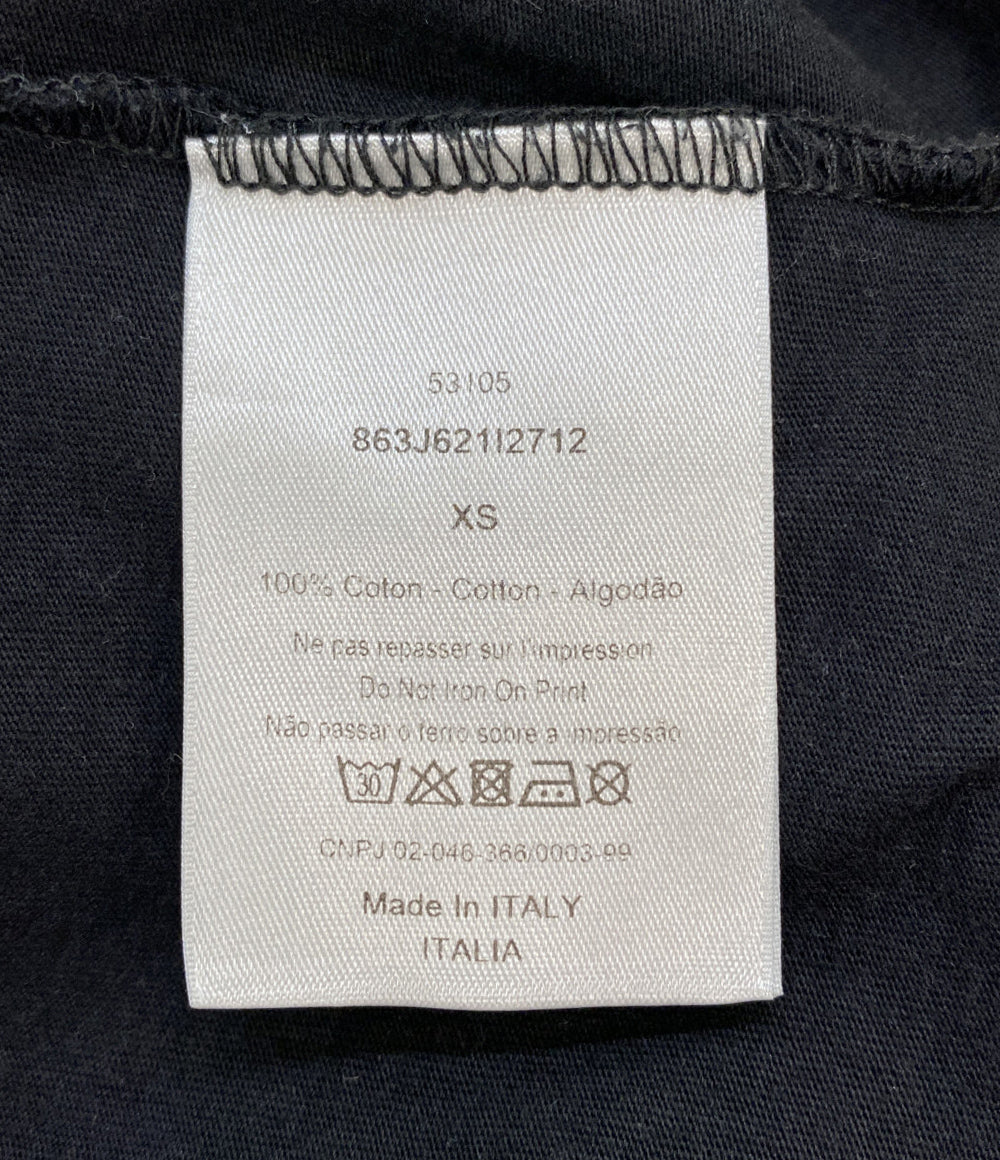 53105
863J621I2712
XS
100% Coton - Cotton - Algodão
Ne pas repasser sur l'impression
Do Not Iron On Print
Não passar o ferro sobre a impressão
30
CNPJ 02-046-366/0003-99
Made In ITALY
ITALIA